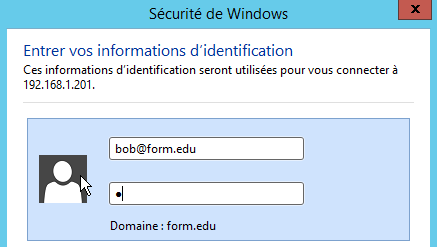 Sécurité de Windows
x
Entrer vos informations d'identification
Ces informations d'identification seront utilisées pour vous connecter à
192.168.1.201.
bob@form.edu
●
Domaine : form.edu